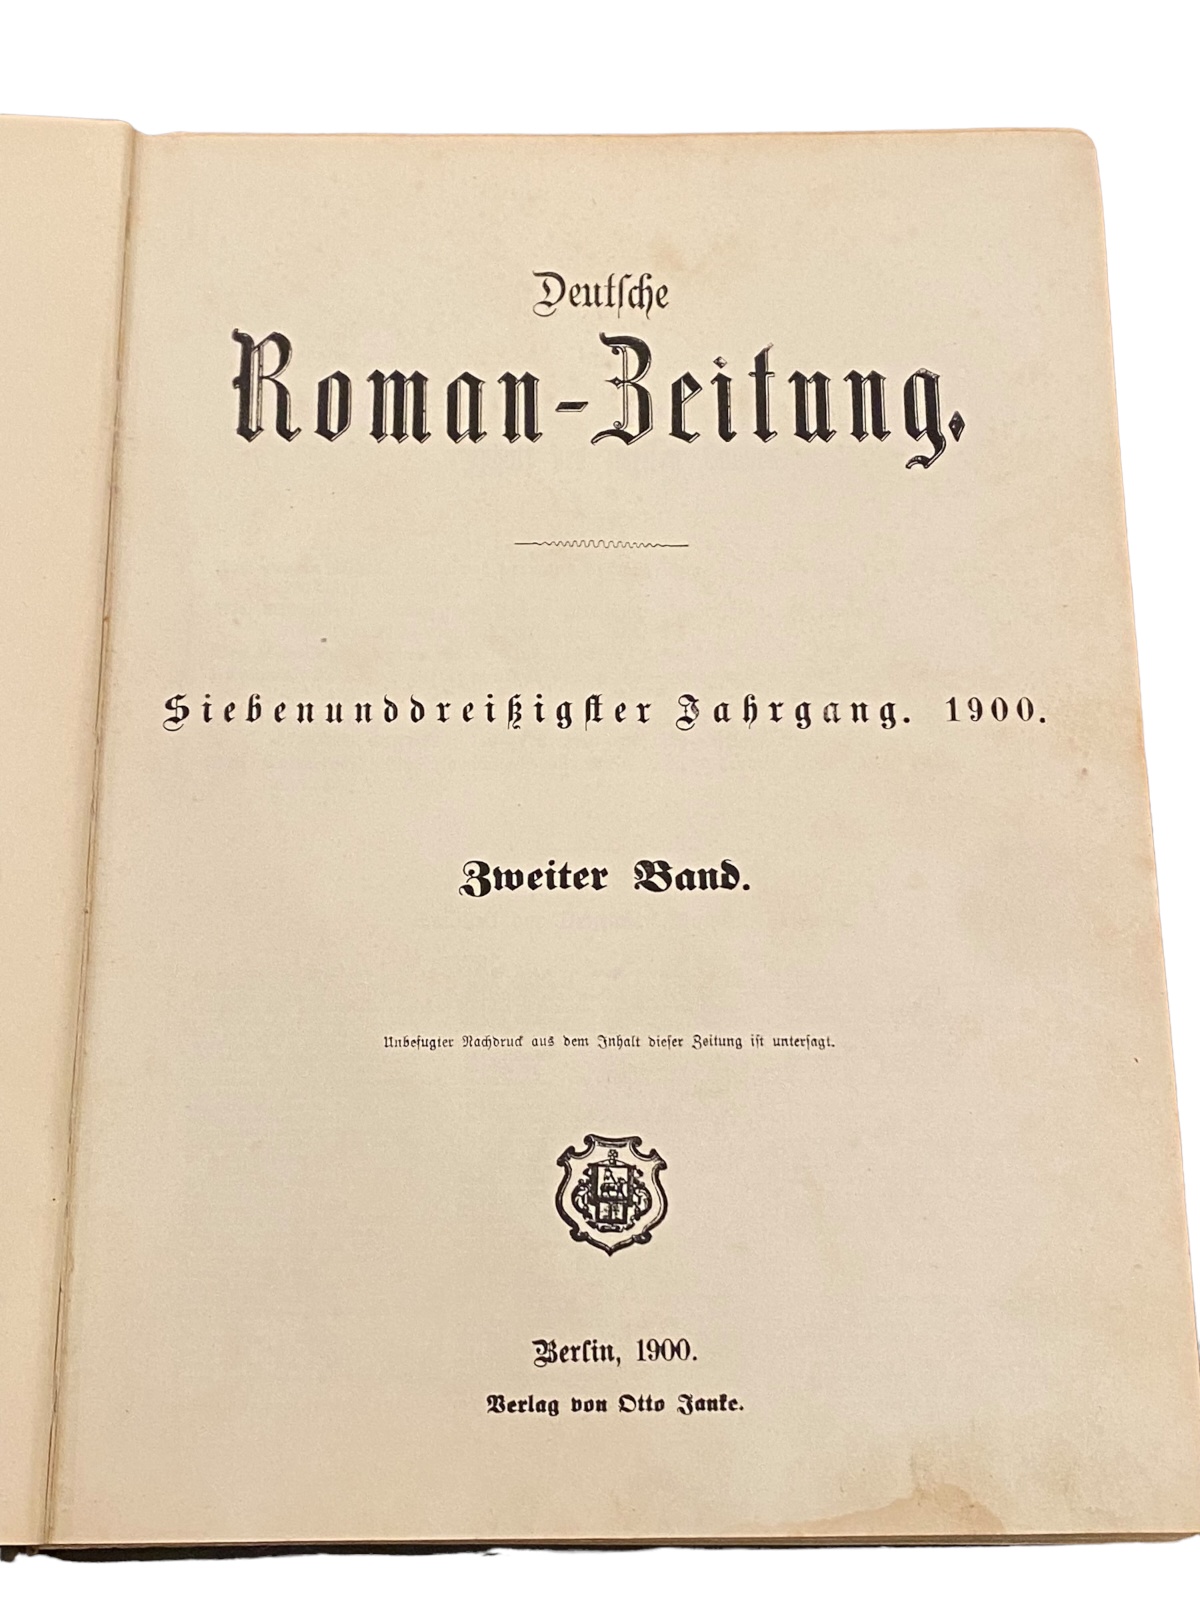 Deutſche
Roman-Zeitung.
Siebenunddreißigſter Jahrgang. 1900.
Zweiter Band.
Unbefugter Nachdruck aus dem Inhalt dieſer Zeitung iſt unterſagt.
Berlin, 1900.
Verlag von Otto Janke.